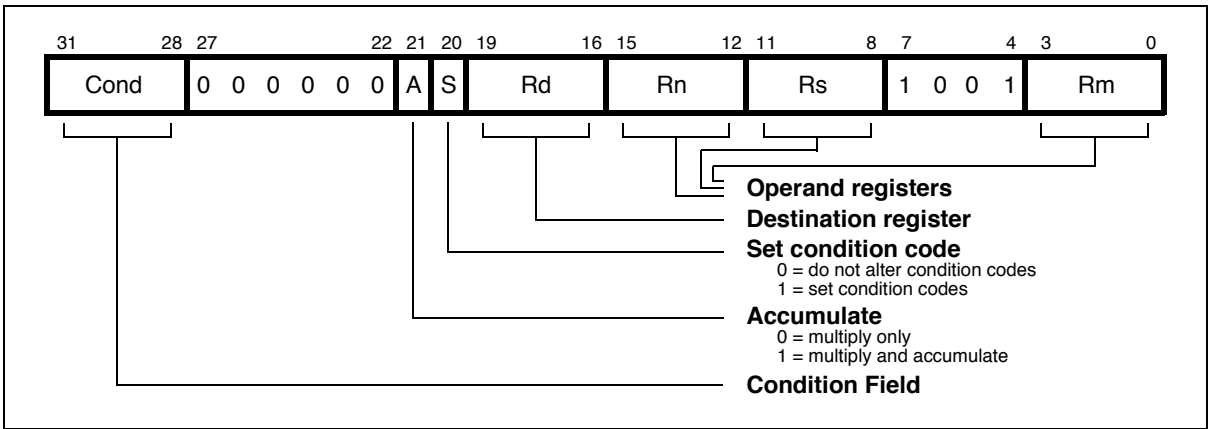 31 28 27 22 21 20 19 16 15 12 11 8 7 4 3 0
Cond 0 0 0 0 0 0 A S Rd Rn Rs 1 0 0 1 Rm
Operand registers
Destination register
Set condition code
0 = do not alter condition codes
1 = set condition codes
Accumulate
0 = multiply only
1 = multiply and accumulate
Condition Field